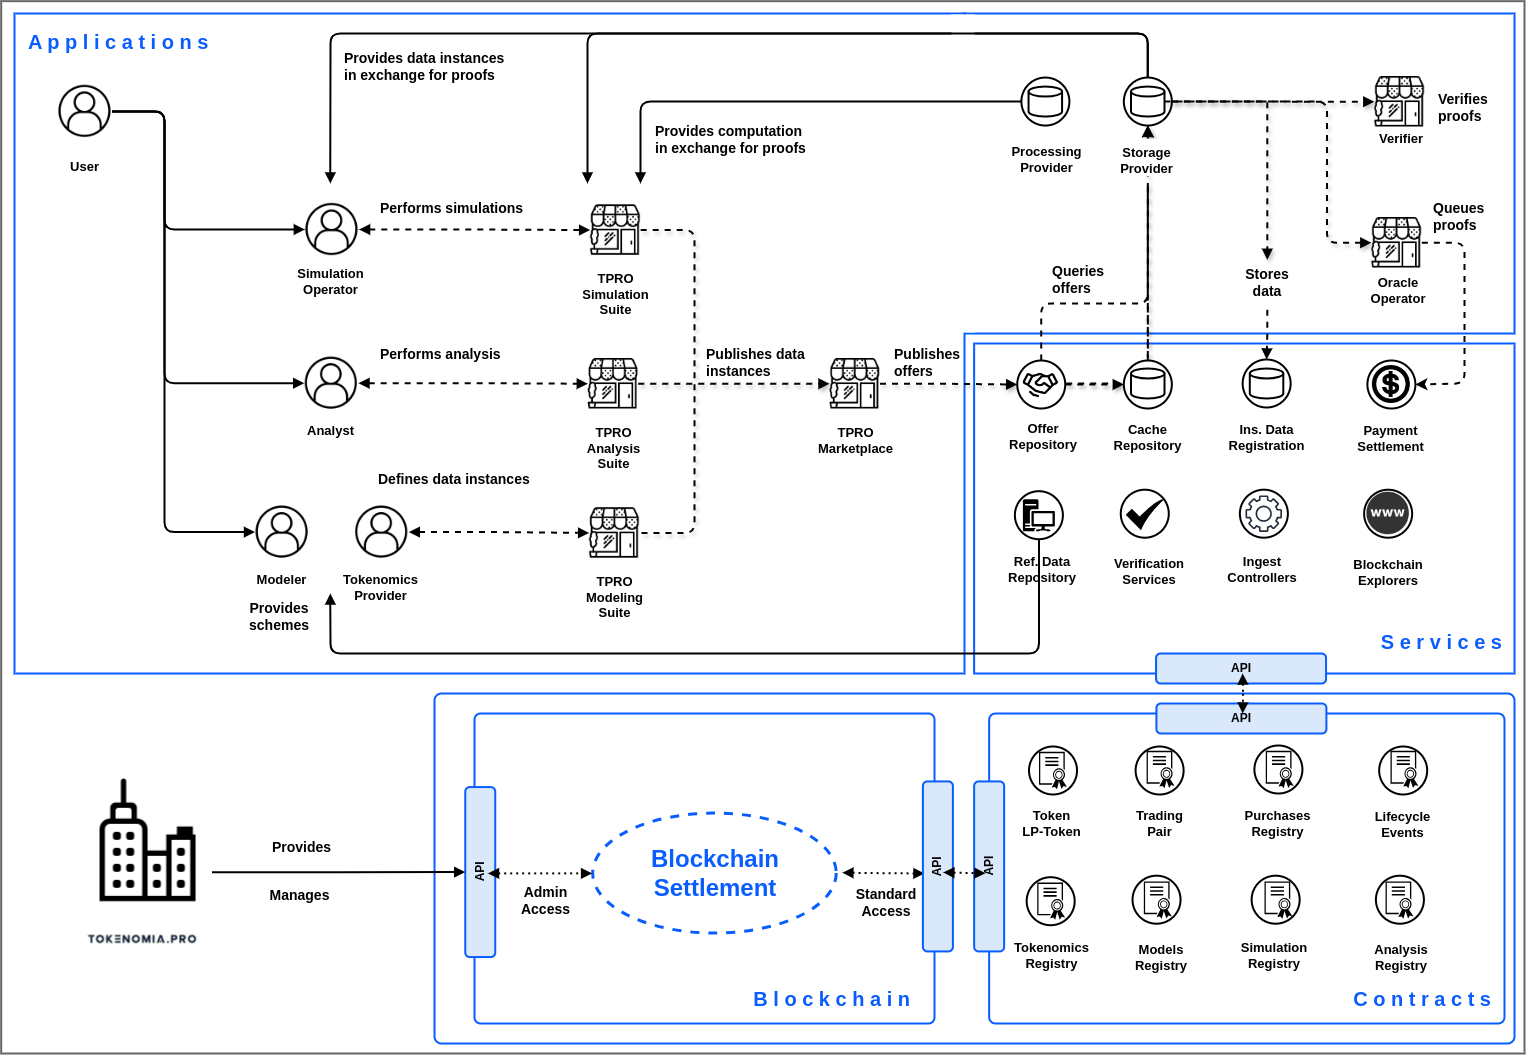 Applications
Provides data instances
in exchange for proofs
User
Provides computation
in exchange for proofs
Processing
Provider
Storage
Provider
Verifier
Verifies
proofs
Performs simulations
Simulation
Operator
TPRO
Simulation
Suite
Queries
offers
Stores
data
Queues
proofs
Oracle
Operator
Performs analysis
Analyst
TPRO
Analysis
Suite
Publishes data
instances
TPRO
Marketplace
Publishes
offers
Offer
Repository
Cache
Repository
Ins. Data
Registration
Payment
Settlement
Defines data instances
Modeler
Tokenomics
Provider
TPRO
Modeling
Suite
Provides
schemes
Ref. Data
Repository
Verification
Services
Ingest
Controllers
WWW
Blockchain
Explorers
Services
API
API
TOKENOMIA.PRO
Provides
Manages
API
Admin
Access
Blockchain
Settlement
Standard
Access
API
API
Blockchain
Token
LP-Token
Trading
Pair
Purchases
Registry
Lifecycle
Events
Tokenomics
Registry
Models
Registry
Simulation
Registry
Analysis
Registry
Contracts